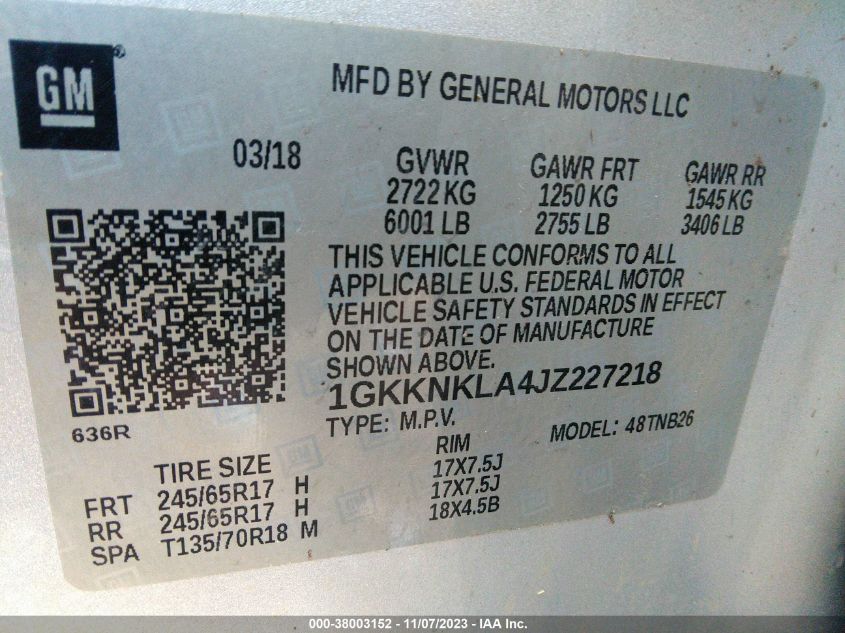 GM ®
MFD BY GENERAL MOTORS LLC
03/18
GVWR GAWR FRT GAWR RR
2722 KG 1250 KG 1545 KG
6001 LB 2755 LB 3406 LB
THIS VEHICLE CONFORMS TO ALL
APPLICABLE U.S. FEDERAL MOTOR
VEHICLE SAFETY STANDARDS IN EFFECT
ON THE DATE OF MANUFACTURE
SHOWN ABOVE.
1GKKNKLA4JZ227218
TYPE: M.P.V. MODEL: 48TNB26
636R
TIRE SIZE RIM
FRT 245/65R17 H 17X7.5J
RR 245/65R17 H 17X7.5J
SPA T135/70R18 M 18X4.5B
000-38003152 - 11/07/2023 - IAA Inc.